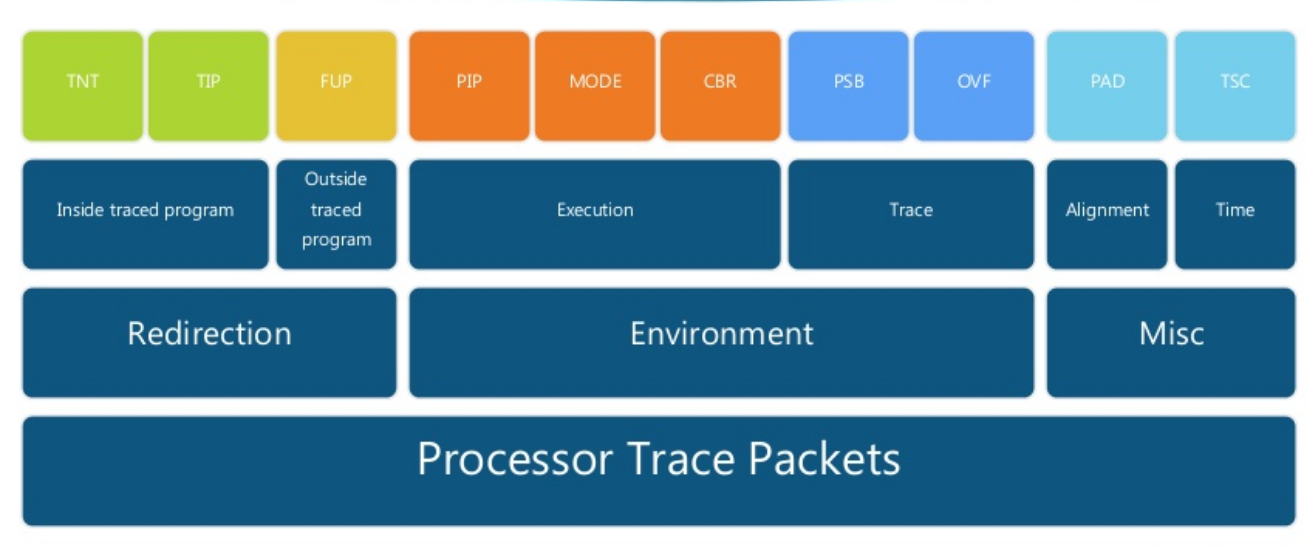 TNT
TIP
FUP
PIP
MODE
CBR
PSB
OVF
PAD
TSC
Inside traced program
Outside
traced
program
Execution
Trace
Alignment
Time
Redirection
Environment
Misc
Processor Trace Packets